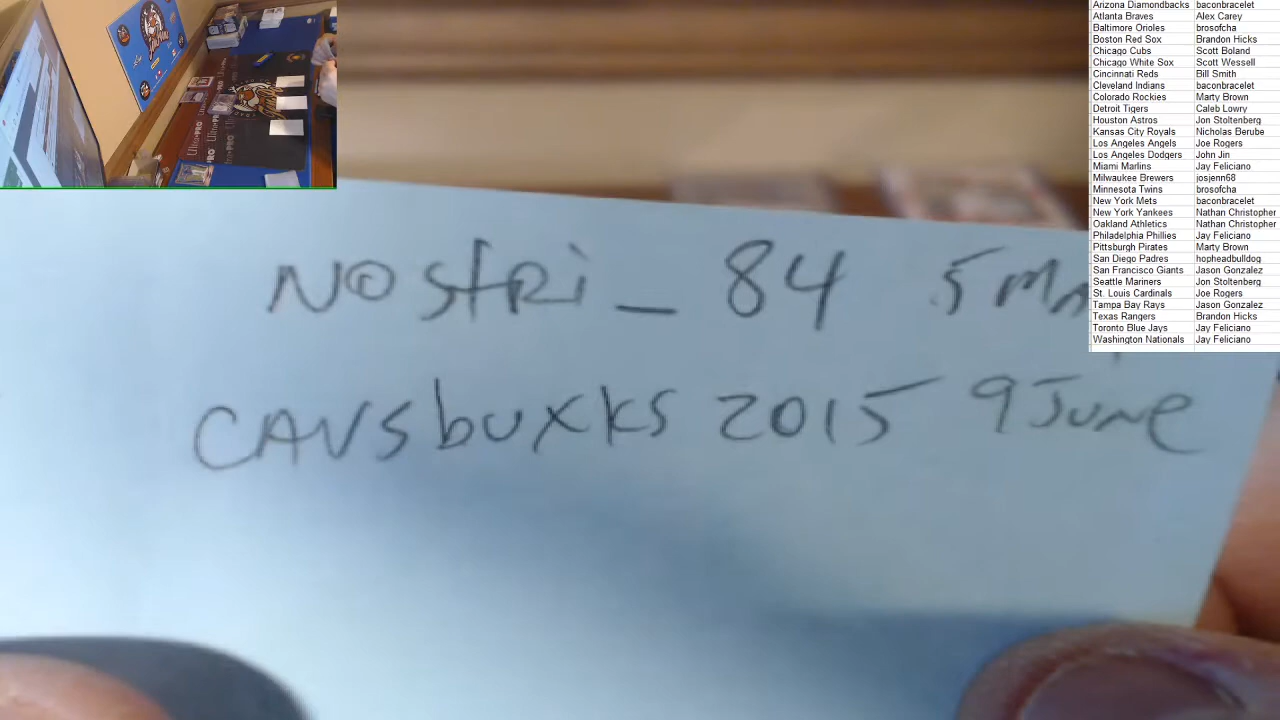 Arizona Diamondbacks baconbracelet
Atlanta Braves Alex Carey
Baltimore Orioles brosofcha
Boston Red Sox Brandon Hicks
Chicago Cubs Scott Boland
Chicago White Sox Scott Wessell
Cincinnati Reds Bill Smith
Cleveland Indians baconbracelet
Colorado Rockies Marty Brown
Detroit Tigers Caleb Lowry
Houston Astros Jon Stoltenberg
Kansas City Royals Nicholas Berube
Los Angeles Angels Joe Rogers
Los Angeles Dodgers John Jin
Miami Marlins Jay Feliciano
Milwaukee Brewers josjenn68
Minnesota Twins brosofcha
New York Mets baconbracelet
New York Yankees Nathan Christopher
Oakland Athletics Nathan Christopher
Philadelphia Phillies Jay Feliciano
Pittsburgh Pirates Marty Brown
San Diego Padres hopheadbulldog
San Francisco Giants Jason Gonzalez
Seattle Mariners Jon Stoltenberg
St. Louis Cardinals Joe Rogers
Tampa Bay Rays Jason Gonzalez
Texas Rangers Brandon Hicks
Toronto Blue Jays Jay Feliciano
Washington Nationals Jay Feliciano
NOSTRi_84
CAVSbuxks 2015 9 JUNe